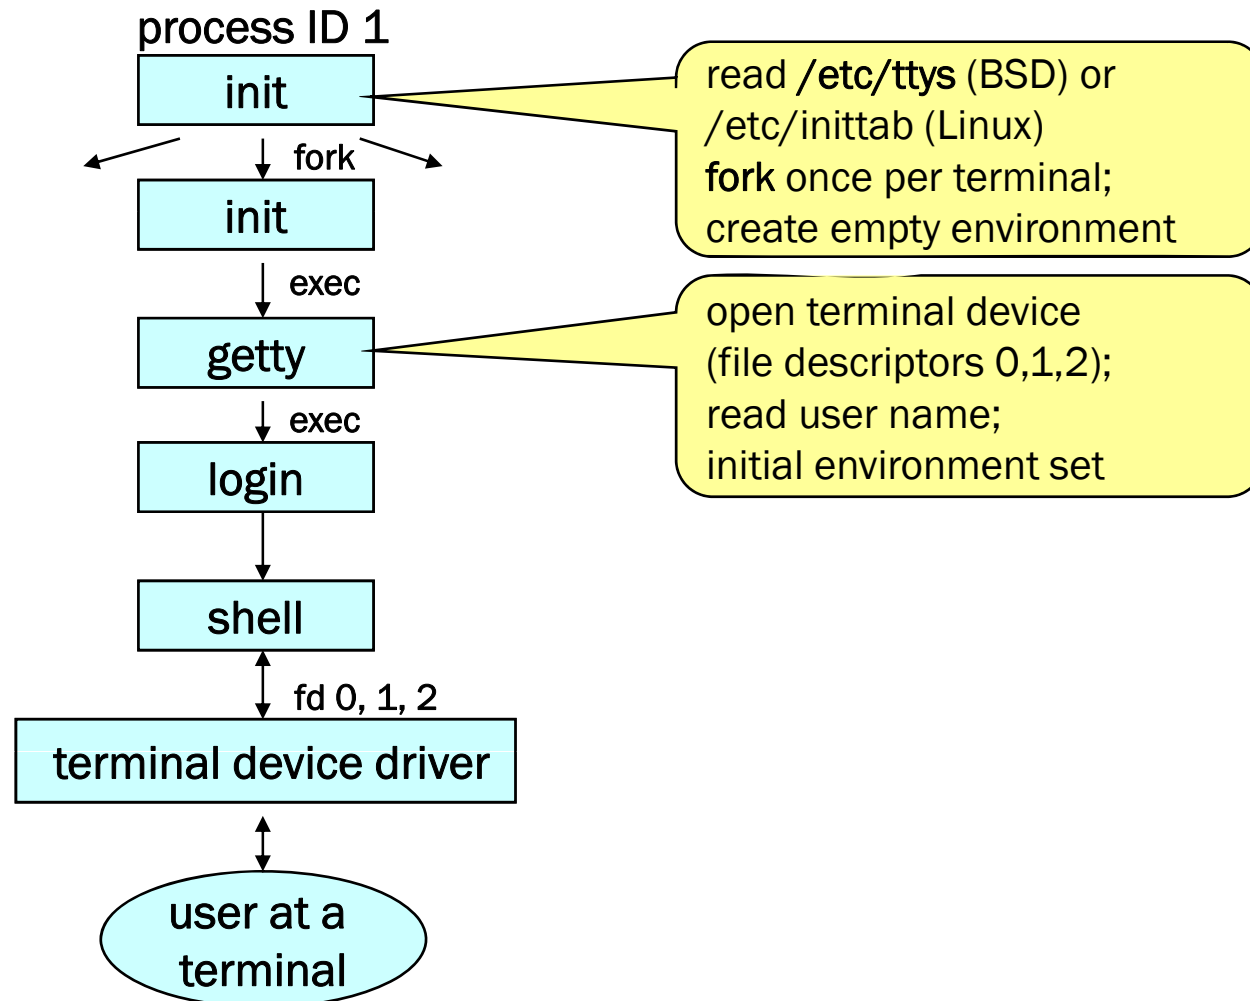 process ID 1
init
read /etc/ttys (BSD) or
/etc/inittab (Linux)
fork once per terminal;
create empty environment
fork
init
exec
getty
open terminal device
(file descriptors 0,1,2);
read user name;
initial environment set
exec
login
shell
fd 0, 1, 2
terminal device driver
user at a
terminal